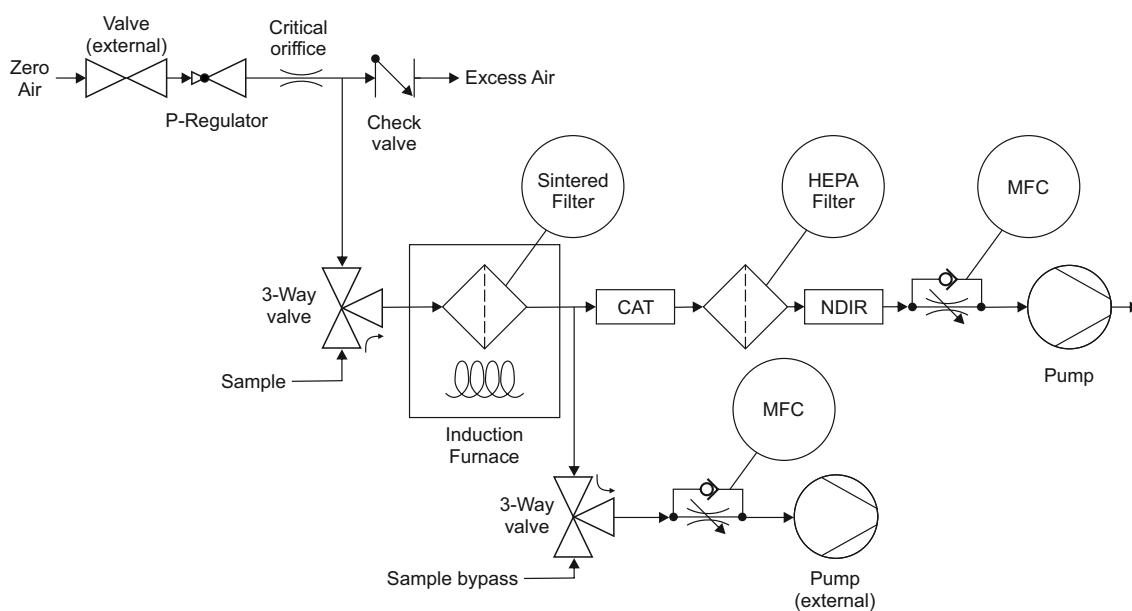 Valve
(external)
Critical
oriffice
Zero
Air
Excess Air
P-Regulator
Check
valve
Sintered
Filter
HEPA
Filter
MFC
3-Way
valve
CAT
NDIR
Sample
Pump
Induction
Furnace
MFC
3-Way
valve
Sample bypass
Pump
(external)